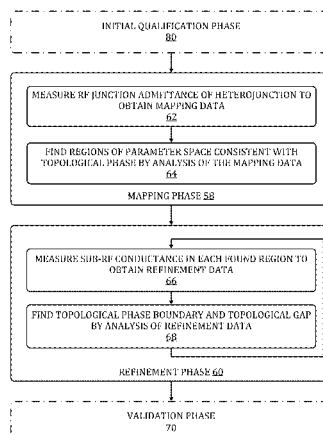 INITIAL QUALIFICATION PHASE
80
MEASURE RF JUNCTION ADMITTANCE OF HETEROJUNCTION TO
OBTAIN MAPPING DATA
62
FIND REGIONS OF PARAMETER SPACE CONSISTENT WITH
TOPOLOGICAL PHASE BY ANALYSIS OF THE MAPPING DATA
64
MAPPING PHASE 58
MEASURE SUB-RF CONDUCTANCE IN EACH FOUND REGION TO
OBTAIN REFINEMENT DATA
66
FIND TOPOLOGICAL PHASE BOUNDARY AND TOPOLOGICAL GAP
BY ANALYSIS OF REFINEMENT DATA
68
REFINEMENT PHASE 60
VALIDATION PHASE
70